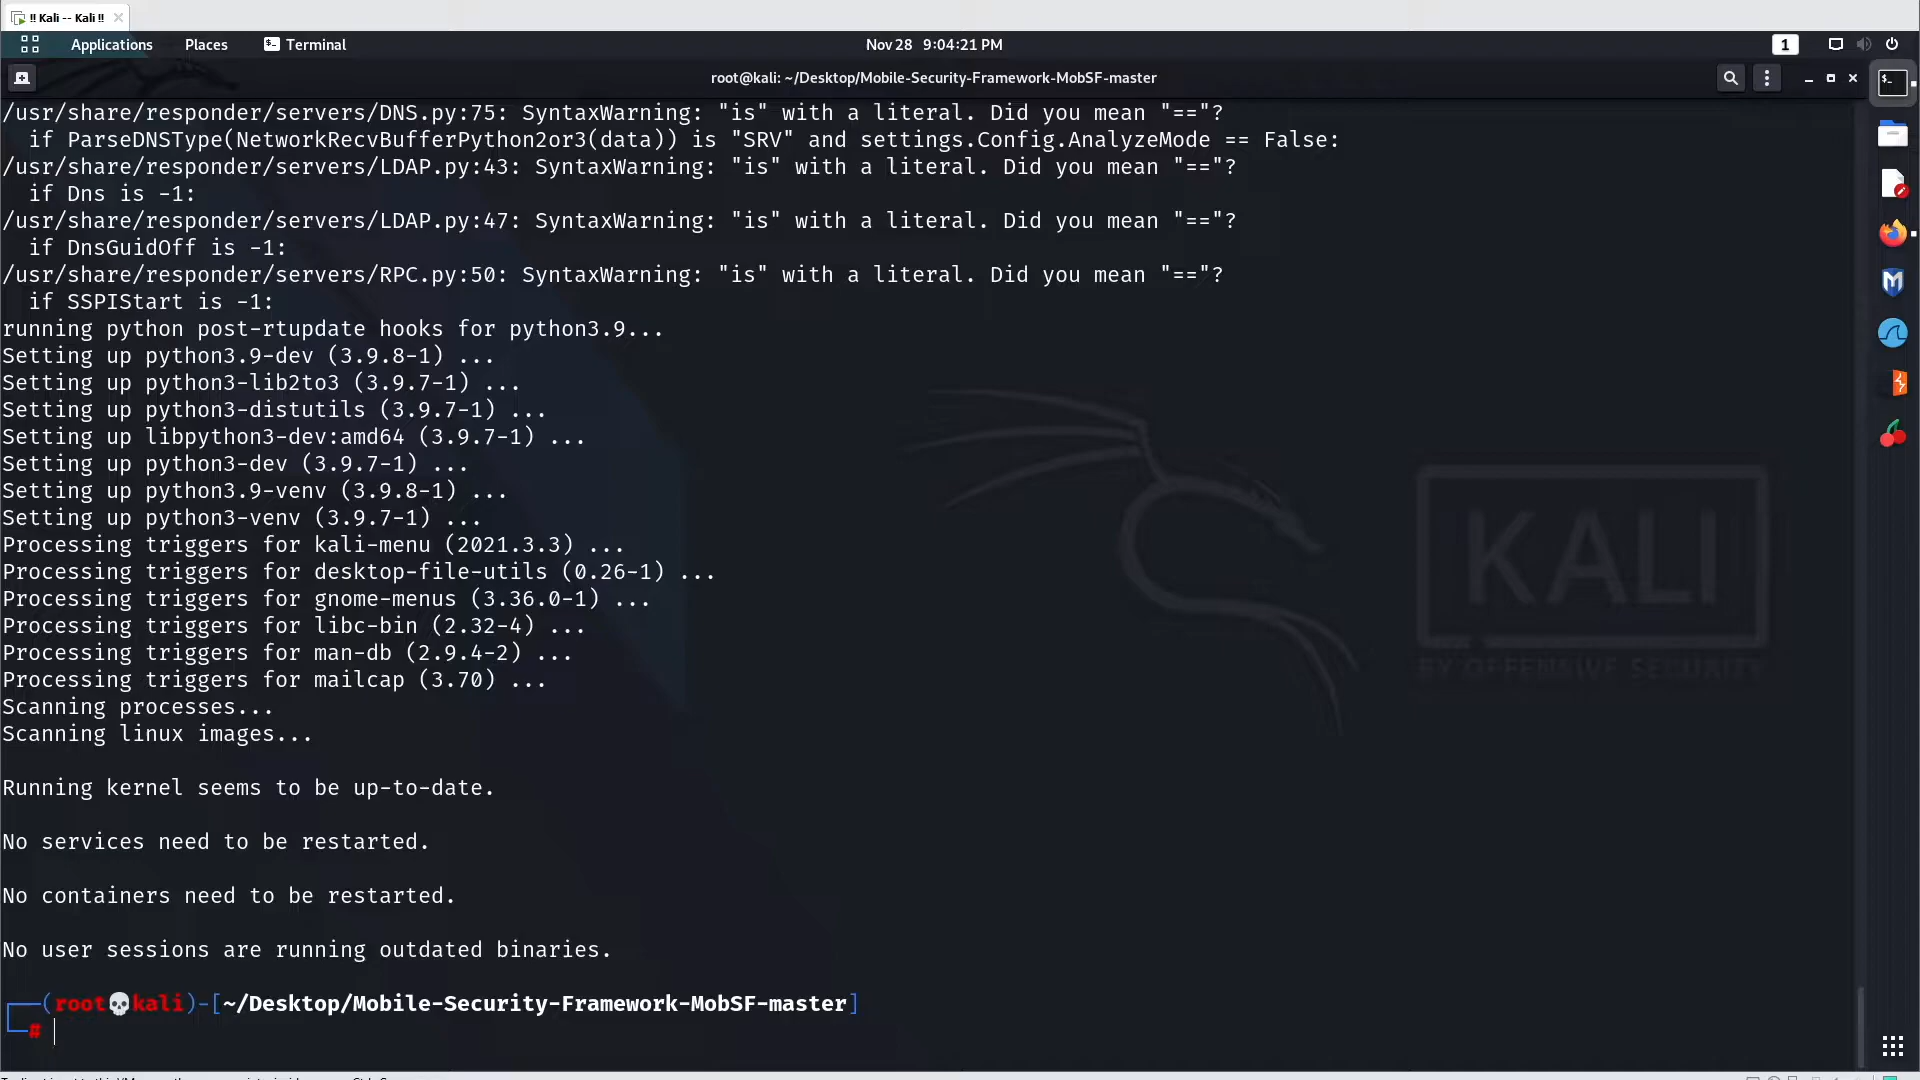 !! Kali -- Kali !!
Applications Places Terminal Nov 28 9:04:21 PM 1
root@kali: ~/Desktop/Mobile-Security-Framework-MobSF-master
/usr/share/responder/servers/DNS.py:75: SyntaxWarning: "is" with a literal. Did you mean "=="?
  if ParseDNSType(NetworkRecvBufferPython2or3(data)) is "SRV" and settings.Config.AnalyzeMode == False:
/usr/share/responder/servers/LDAP.py:43: SyntaxWarning: "is" with a literal. Did you mean "=="?
  if Dns is -1:
/usr/share/responder/servers/LDAP.py:47: SyntaxWarning: "is" with a literal. Did you mean "=="?
  if DnsGuidOff is -1:
/usr/share/responder/servers/RPC.py:50: SyntaxWarning: "is" with a literal. Did you mean "=="?
  if SSPIStart is -1:
running python post-rtupdate hooks for python3.9...
Setting up python3.9-dev (3.9.8-1) ...
Setting up python3-lib2to3 (3.9.7-1) ...
Setting up python3-distutils (3.9.7-1) ...
Setting up libpython3-dev:amd64 (3.9.7-1) ...
Setting up python3-dev (3.9.7-1) ...
Setting up python3.9-venv (3.9.8-1) ...
Setting up python3-venv (3.9.7-1) ...
Processing triggers for kali-menu (2021.3.3) ...
Processing triggers for desktop-file-utils (0.26-1) ...
Processing triggers for gnome-menus (3.36.0-1) ...
Processing triggers for libc-bin (2.32-4) ...
Processing triggers for man-db (2.9.4-2) ...
Processing triggers for mailcap (3.70) ...
Scanning processes...
Scanning linux images...
Running kernel seems to be up-to-date.
No services need to be restarted.
No containers need to be restarted.
No user sessions are running outdated binaries.
(root💀kali)-[~/Desktop/Mobile-Security-Framework-MobSF-master]
#
KALI
BY OFFENSIVE SECURITY